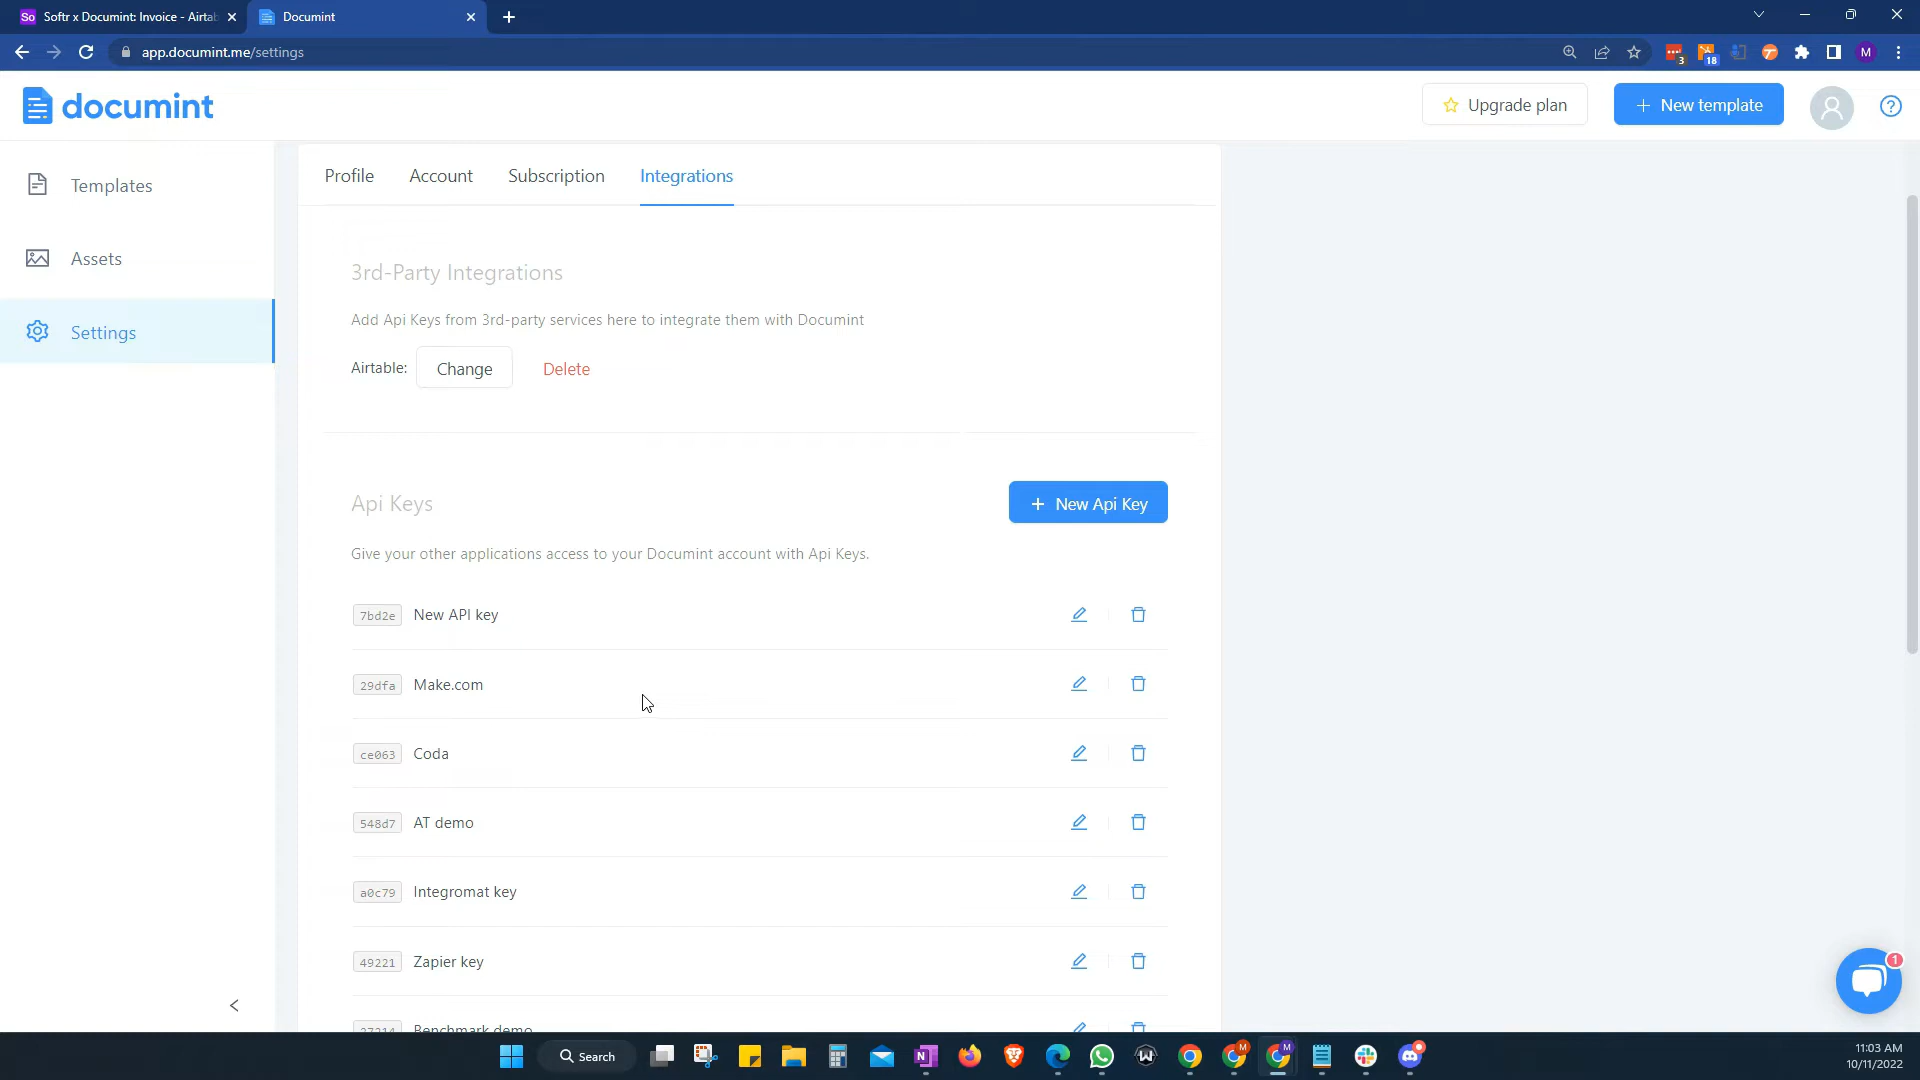 Softr x Documint: Invoice - Airtab
Documint
app.documint.me/settings
3
18
M
documint
Upgrade plan
New template
Templates
Assets
Settings
Profile
Account
Subscription
Integrations
3rd-Party Integrations
Add Api Keys from 3rd-party services here to integrate them with Documint
Airtable:
Change
Delete
Api Keys
New Api Key
Give your other applications access to your Documint account with Api Keys.
7bd2e New API key
29dfa Make.com
ce063 Coda
548d7 AT demo
a0c79 Integromat key
49221 Zapier key
Benchmark demo
1
Search
11:03 AM
10/11/2022